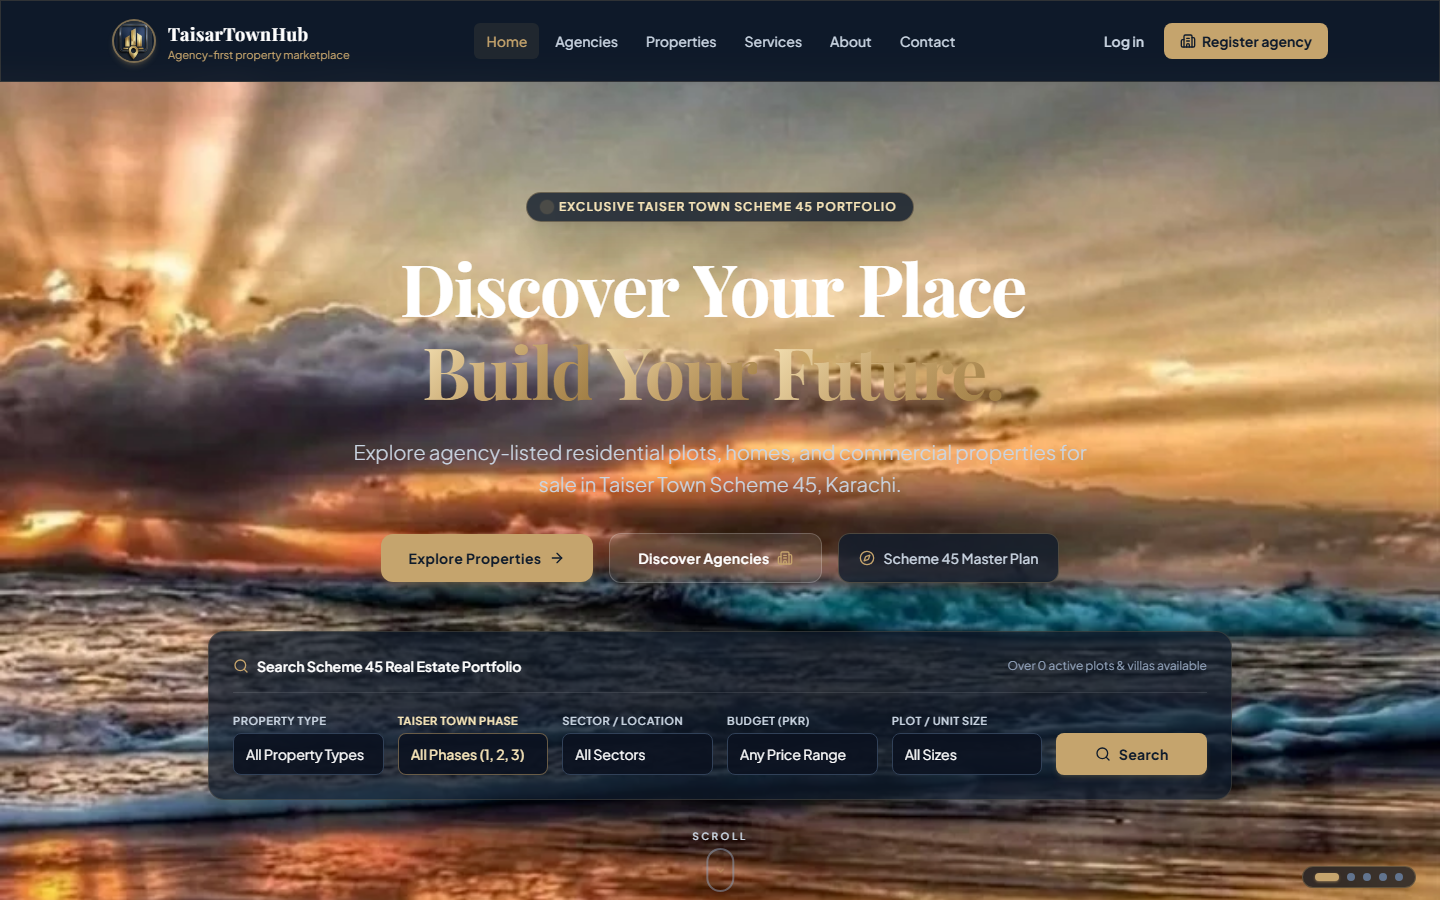 TaisarTownHub
Agency-first property marketplace
Home
Agencies
Properties
Services
About
Contact
Log in
Register agency
EXCLUSIVE TAISER TOWN SCHEME 45 PORTFOLIO
Discover Your Place
Build Your Future.
Explore agency-listed residential plots, homes, and commercial properties for
sale in Taiser Town Scheme 45, Karachi.
Explore Properties
Discover Agencies
Scheme 45 Master Plan
Search Scheme 45 Real Estate Portfolio
Over 0 active plots & villas available
PROPERTY TYPE
All Property Types
TAISER TOWN PHASE
All Phases (1, 2, 3)
SECTOR / LOCATION
All Sectors
BUDGET (PKR)
Any Price Range
PLOT / UNIT SIZE
All Sizes
Search
SCROLL